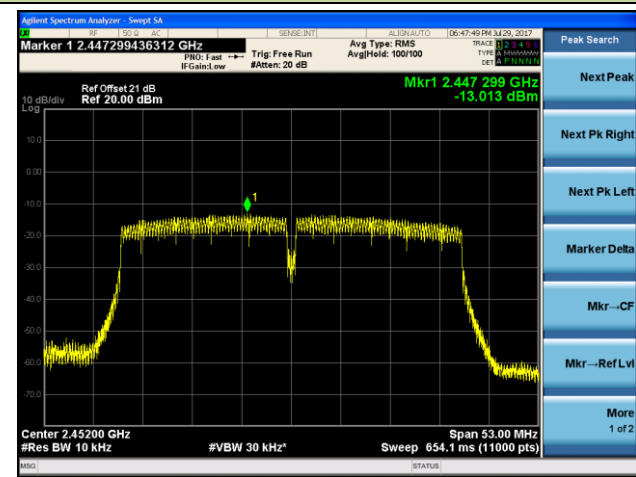 Agilent Spectrum Analyzer - Swept SA
RF 50 Ω AC SENSE:INT ALIGN AUTO 06:47:49 PM Jul 29, 2017
Marker 1 2.447299436312 GHz
PNO: Fast
IFGain:Low
Trig: Free Run
#Atten: 20 dB
Avg Type: RMS
Avg|Hold: 100/100
TRACE 1 2 3 4 5 6
TYPE A
DET A P N N N N
Peak Search
Ref Offset 21 dB
Ref 20.00 dBm
10 dB/div
Log
Mkr1 2.447 299 GHz
-13.013 dBm
10.0
0.00
-10.0
-20.0
-30.0
-40.0
-50.0
-60.0
-70.0
1
Next Peak
Next Pk Right
Next Pk Left
Marker Delta
Mkr→CF
Mkr→Ref Lvl
More
1 of 2
Center 2.45200 GHz
#Res BW 10 kHz
#VBW 30 kHz*
Span 53.00 MHz
Sweep 654.1 ms (11000 pts)
MSG
STATUS